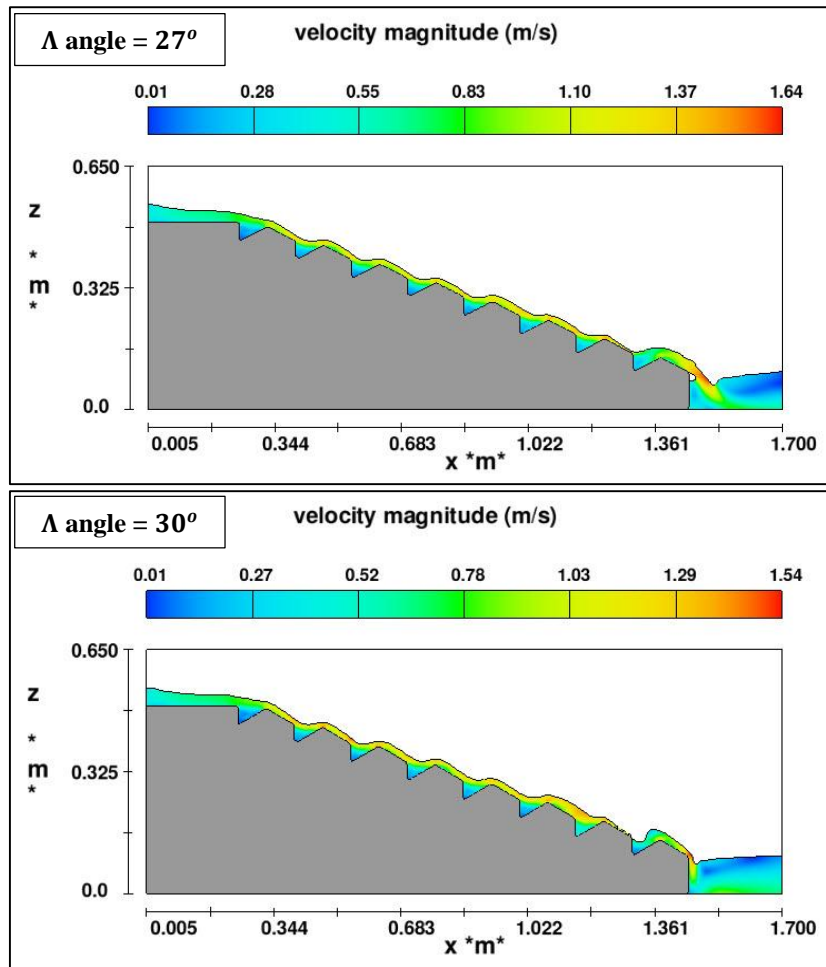 Λ angle = 27°
velocity magnitude (m/s)
0.01 0.28 0.55 0.83 1.10 1.37 1.64
0.650
z
*
m
*
0.325
0.0
0.005 0.344 0.683 1.022 1.361 1.700
x *m*
Λ angle = 30°
velocity magnitude (m/s)
0.01 0.27 0.52 0.78 1.03 1.29 1.54
0.650
z
*
m
*
0.325
0.0
0.005 0.344 0.683 1.022 1.361 1.700
x *m*